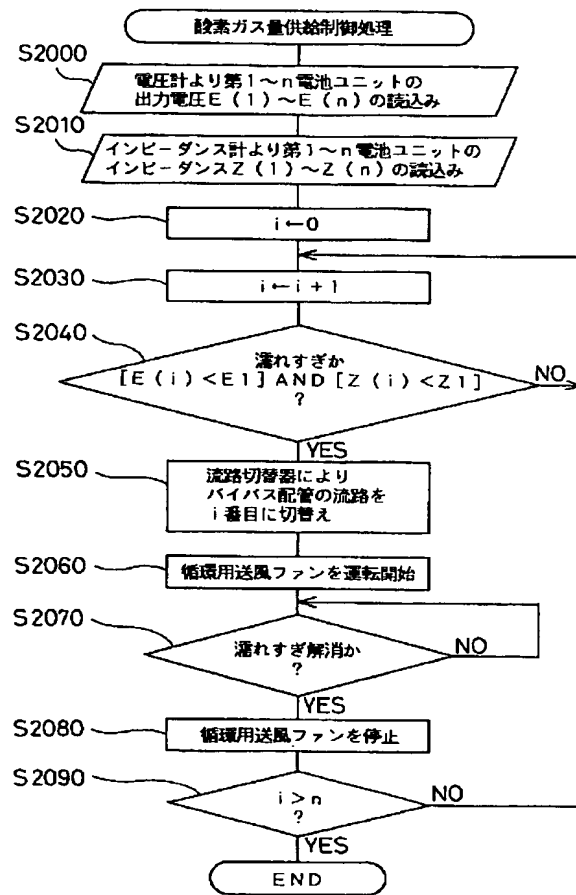 酸素ガス量供給制御処理
S2000
電圧計より第1～n電池ユニットの
出力電圧E(1)～E(n)の読込み
S2010
インピーダンス計より第1～n電池ユニットの
インピーダンスZ(1)～Z(n)の読込み
S2020
i←0
S2030
i←i+1
S2040
濡れすぎか
[E(i)<E1]AND[Z(i)<Z1]
?
NO
YES
S2050
流路切替器により
バイパス配管の流路を
i番目に切替え
S2060
循環用送風ファンを運転開始
S2070
濡れすぎ解消か
?
NO
YES
S2080
循環用送風ファンを停止
S2090
i>n
?
NO
YES
END